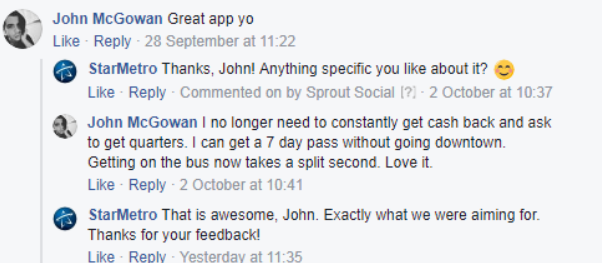 John McGowan Great app yo
Like · Reply · 28 September at 11:22
StarMetro Thanks, John! Anything specific you like about it? 😊
Like · Reply · Commented on by Sprout Social [?] · 2 October at 10:37
John McGowan I no longer need to constantly get cash back and ask
to get quarters. I can get a 7 day pass without going downtown.
Getting on the bus now takes a split second. Love it.
Like · Reply · 2 October at 10:41
StarMetro That is awesome, John. Exactly what we were aiming for.
Thanks for your feedback!
Like · Reply · Yesterday at 11:35